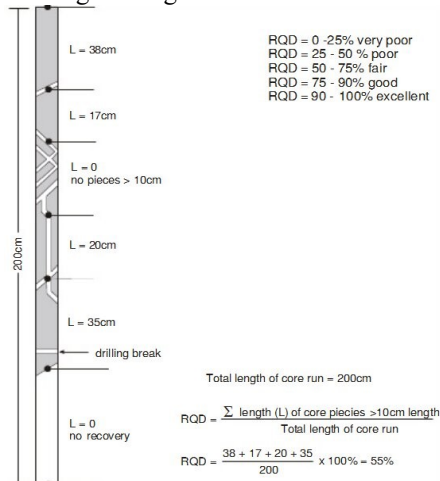 L = 38cm
RQD = 0 -25% very poor
RQD = 25 - 50 % poor
RQD = 50 - 75% fair
RQD = 75 - 90% good
RQD = 90 - 100% excellent
L = 17cm
L = 0
no pieces > 10cm
200cm
L = 20cm
L = 35cm
drilling break
Total length of core run = 200cm
L = 0
no recovery
RQD = Σ length (L) of core piecies >10cm length
Total length of core run
RQD = 38 + 17 + 20 + 35
200
x 100% = 55%